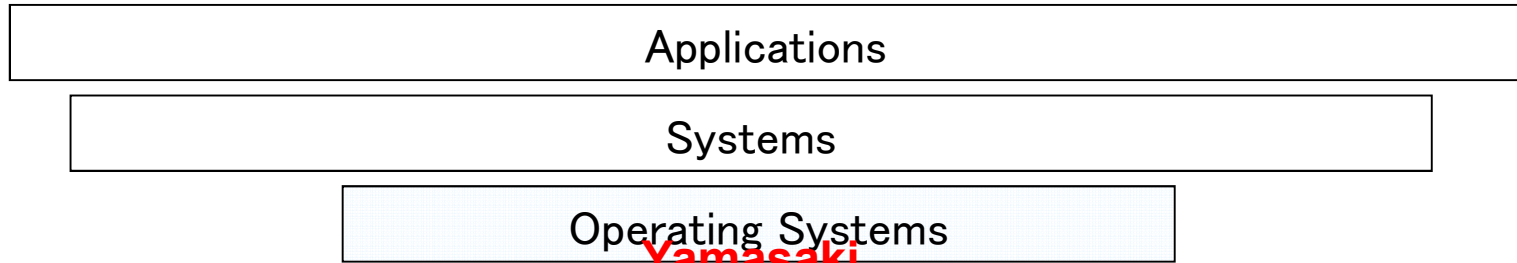 Applications
Systems
Operating Systems
Yamasaki